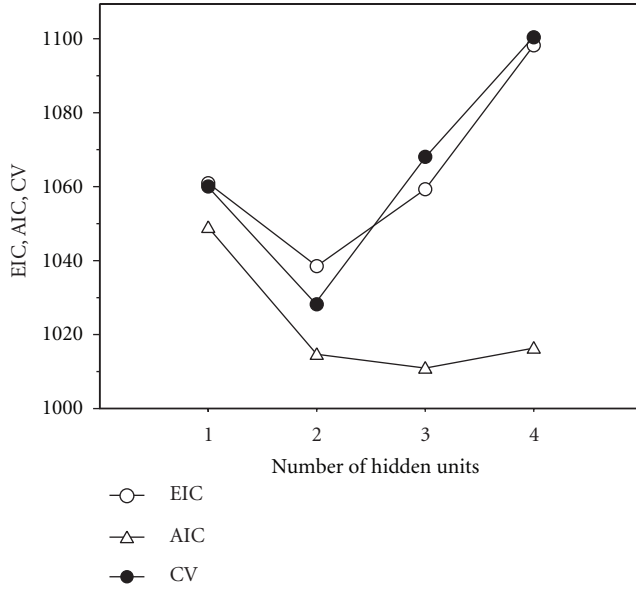 EIC, AIC, CV
1100
1080
1060
1040
1020
1000
1
2
3
4
Number of hidden units
EIC
AIC
CV